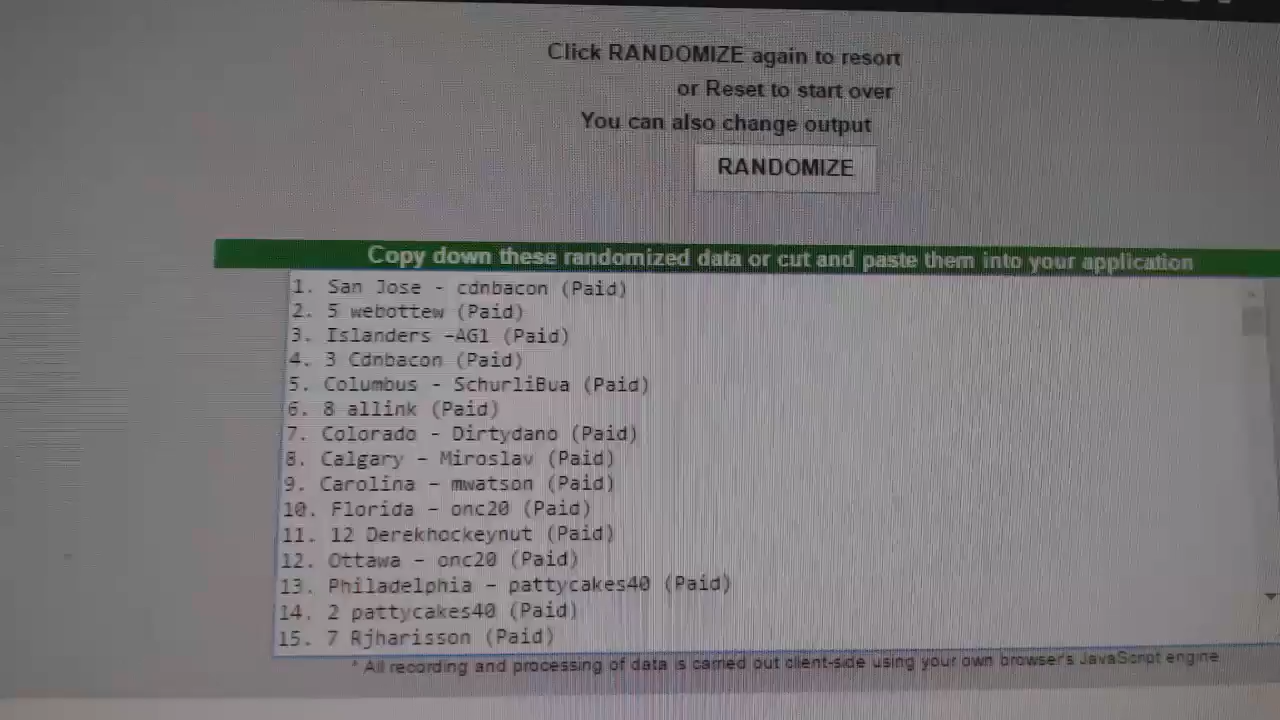 Click RANDOMIZE again to resort
or Reset to start over
You can also change output
RANDOMIZE
Copy down these randomized data or cut and paste them into your application
1. San Jose - cdnbacon (Paid)
2. 5 webottew (Paid)
3. Islanders -AG1 (Paid)
4. 3 Cdnbacon (Paid)
5. Columbus - SchurliBua (Paid)
6. 8 allink (Paid)
7. Colorado - Dirtydano (Paid)
8. Calgary - Miroslav (Paid)
9. Carolina - mwatson (Paid)
10. Florida - onc20 (Paid)
11. 12 Derekhockeynut (Paid)
12. Ottawa - onc20 (Paid)
13. Philadelphia - pattycakes40 (Paid)
14. 2 pattycakes40 (Paid)
15. 7 Rjharisson (Paid)
* All recording and processing of data is carried out client-side using your own browser's JavaScript engine